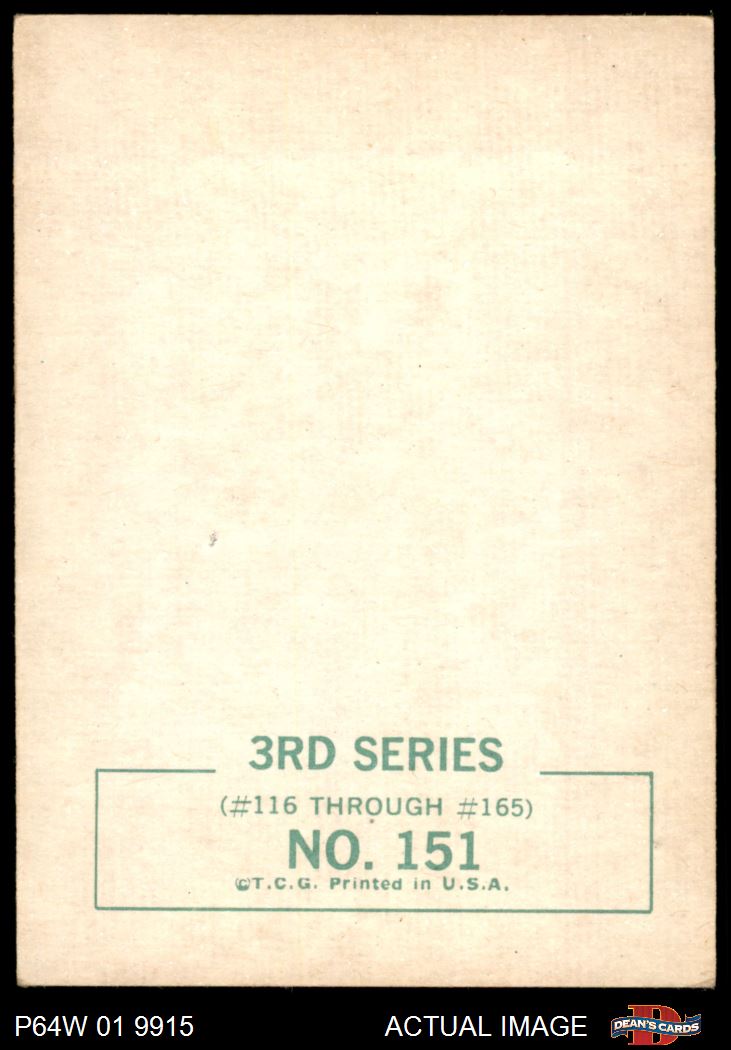 3RD SERIES
(#116 THROUGH #165)
NO. 151
©T.C.G. Printed in U.S.A.
P64W 01 9915
ACTUAL IMAGE
DEAN'S CARDS